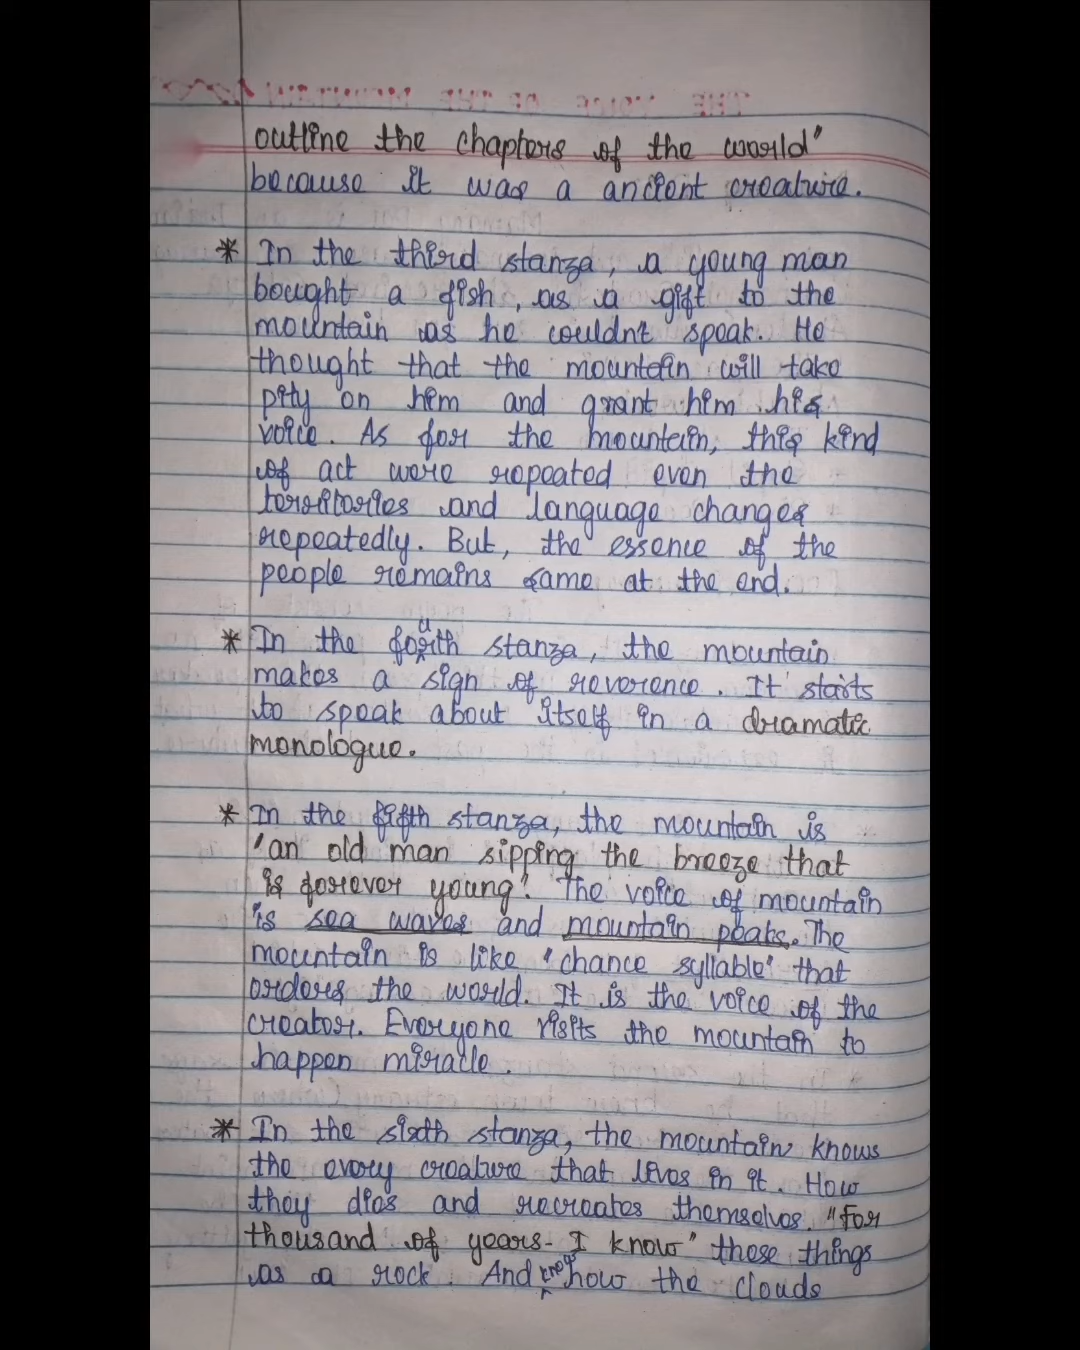 outline the chapters of the world"
because it was a ancient creature.
* In the third stanza, a young man
bought a fish, as a gift to the
mountain as he couldnt speak. He
thought that the mountain will take
pity on him and grant him his
voice. As for the mountain, this kind
of act were repeated even the
territories and language changes
repeatedly. But, the essence of the
people remains same at the end.
* In the fourth stanza, the mountain
makes a sign of reverence. It starts
to speak about itself in a dramatic
monologue.
* In the fifth stanza, the mountain is
"an old man sipping the breeze that
is forever young". The voice of mountain
is sea waves and mountain peaks. The
mountain is like "chance syllable" that
orders the world. It is the voice of the
creator. Everyone visits the mountain to
happen miracle.
* In the sixth stanza, the mountain knows
the every creature that lives in it. How
they dies and recreates themselves. "For
thousand of years- I know" these things
as a rock. And know how the clouds